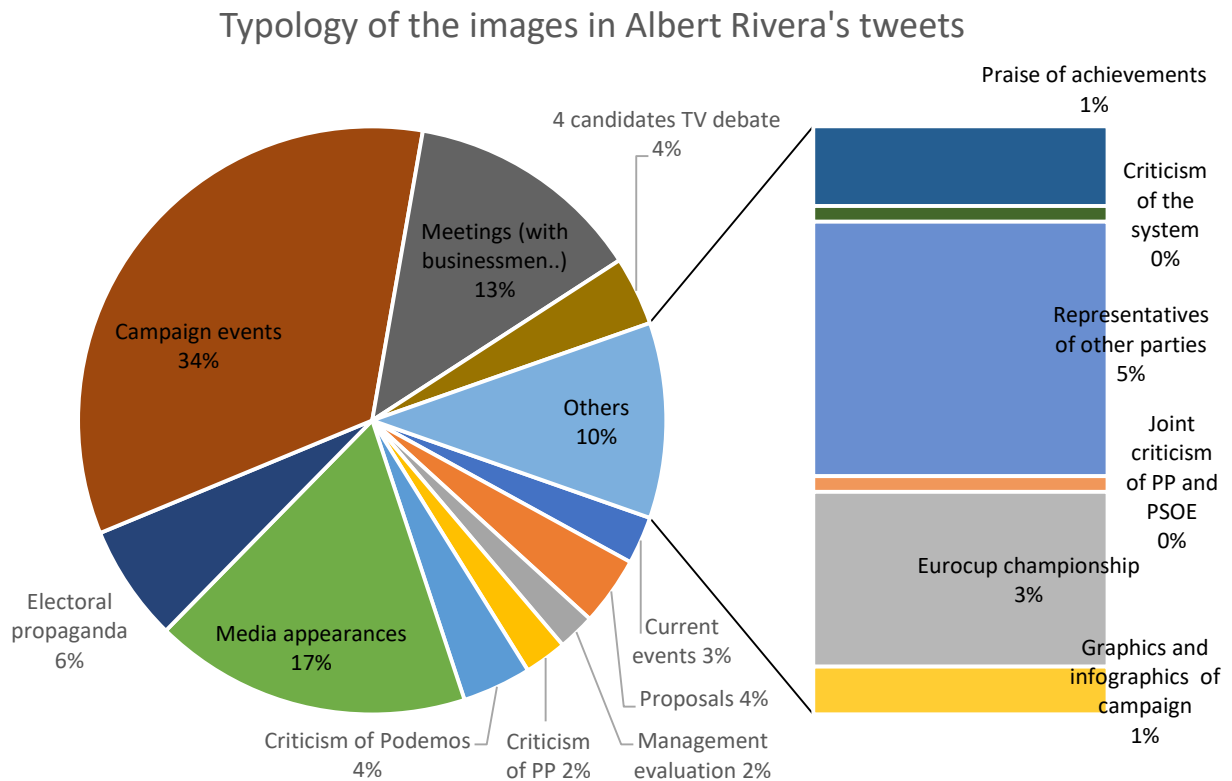 Typology of the images in Albert Rivera's tweets
4 candidates TV debate
4%
Meetings (with
businessmen..)
13%
Campaign events
34%
Others
10%
Electoral
propaganda
6%
Media appearances
17%
Criticism of Podemos
4%
Criticism
of PP 2%
Management
evaluation 2%
Proposals 4%
Current
events 3%
Praise of achievements
1%
Criticism
of the
system
0%
Representatives
of other parties
5%
Joint
criticism
of PP and
PSOE
0%
Eurocup championship
3%
Graphics and
infographics of
campaign
1%